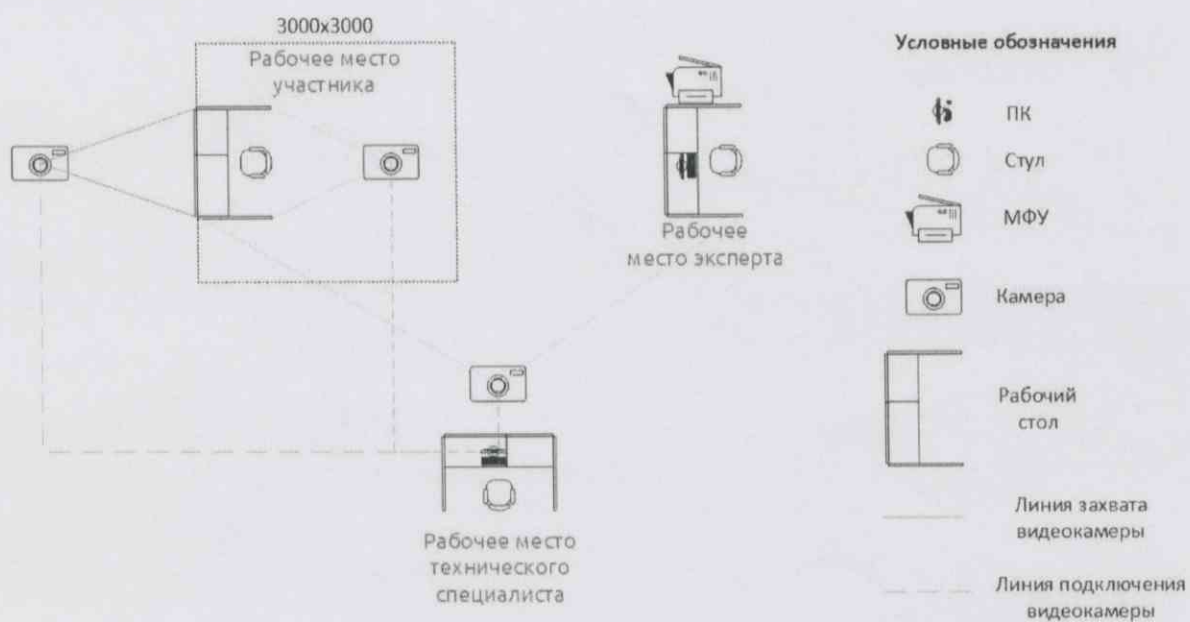 3000x3000
Рабочее место
участника
Рабочее
место эксперта
Рабочее место
технического
специалиста
Условные обозначения
ПК
Стул
МФУ
Камера
Рабочий
стол
Линия захвата
видеокамеры
Линия подключения
видеокамеры